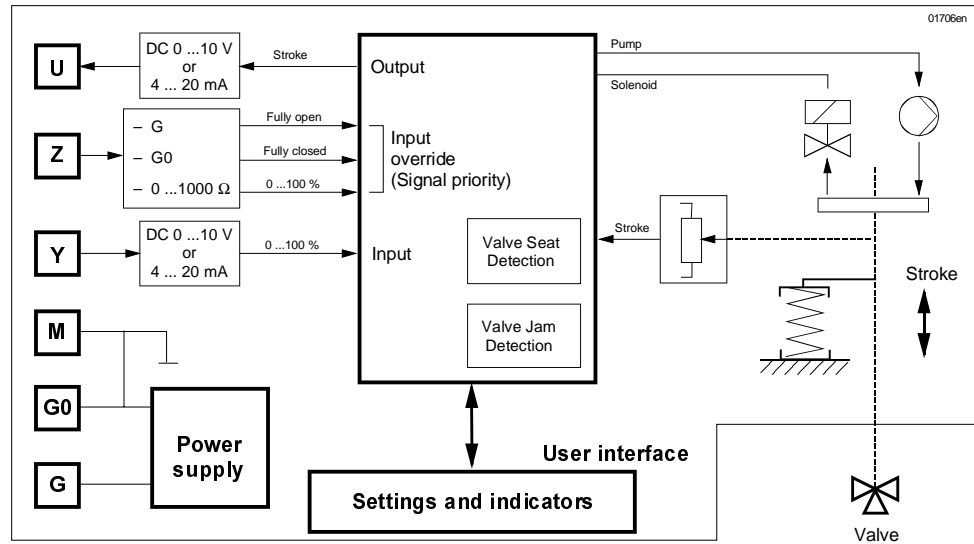 01706en
U
DC 0 ...10 V
or
4 ... 20 mA
Stroke
Output
Pump
Solenoid
Z
– G
– G0
– 0 ...1000 Ω
Fully open
Fully closed
0 ...100 %
Input
override
(Signal priority)
Y
DC 0 ...10 V
or
4 ... 20 mA
0 ...100 %
Input
Valve Seat
Detection
Stroke
Stroke
Valve Jam
Detection
M
G0
G
Power
supply
User interface
Settings and indicators
Valve